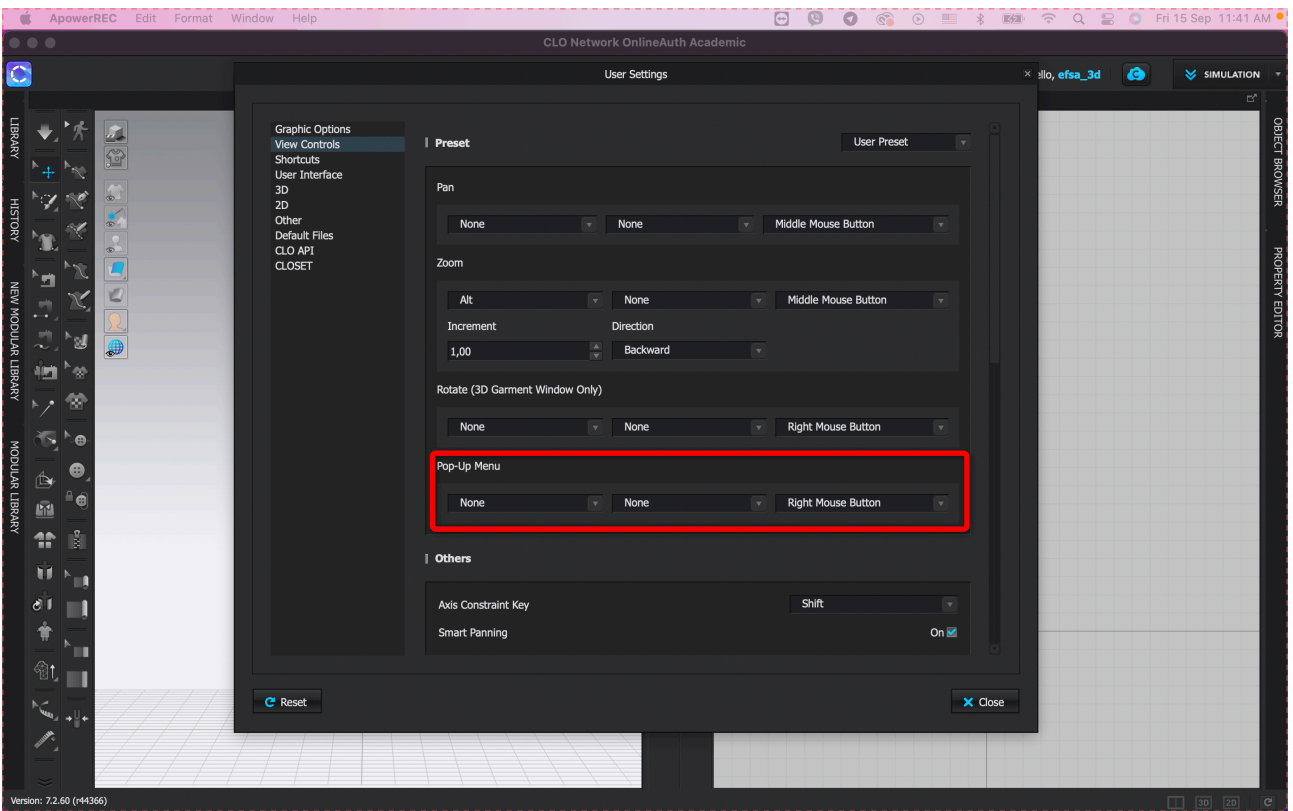 ApowerREC Edit Format Window Help Fri 15 Sep 11:41 AM
CLO Network OnlineAuth Academic
User Settings
×
ello, efsa_3d
SIMULATION
LIBRARY
HISTORY
NEW MODULAR LIBRARY
MODULAR LIBRARY
Graphic Options
View Controls
Shortcuts
User Interface
3D
2D
Other
Default Files
CLO API
CLOSET
Preset User Preset
Pan
None None Middle Mouse Button
Zoom
Alt None Middle Mouse Button
Increment Direction
1,00 Backward
Rotate (3D Garment Window Only)
None None Right Mouse Button
Pop-Up Menu
None None Right Mouse Button
Others
Axis Constraint Key Shift
Smart Panning On
Reset Close
OBJECT BROWSER
PROPERTY EDITOR
Version: 7.2.60 (r44366) 3D 2D